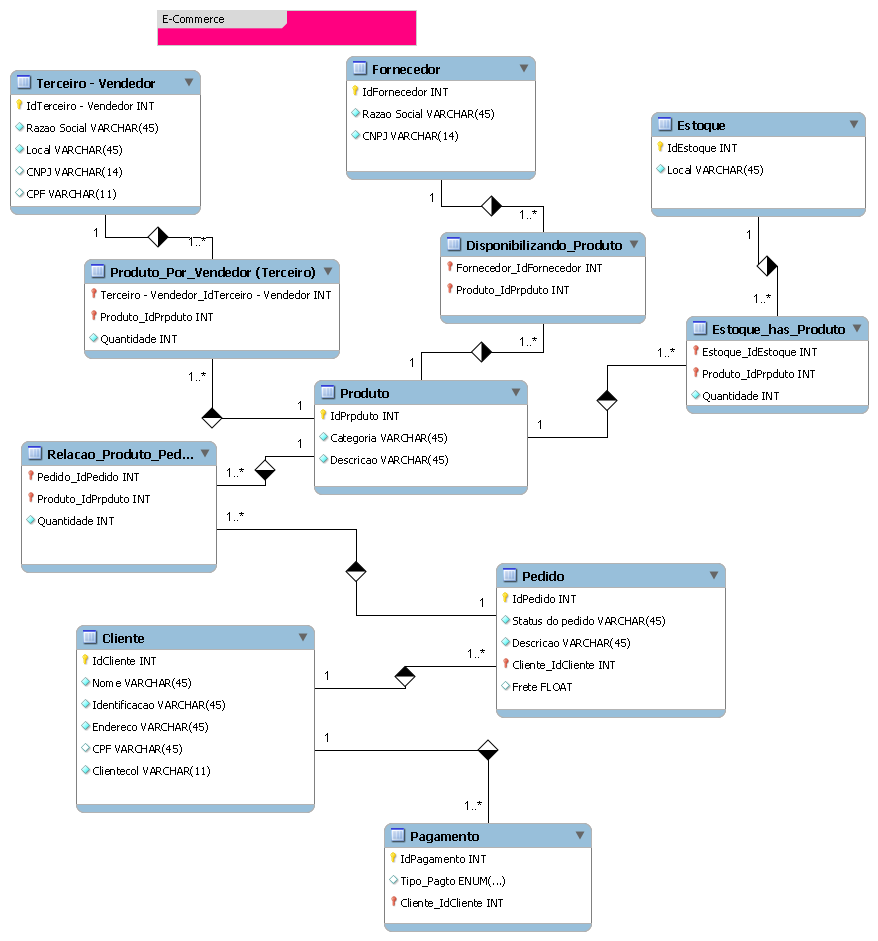 E-Commerce
Terceiro - Vendedor
IdTerceiro - Vendedor INT
Razao Social VARCHAR(45)
Local VARCHAR(45)
CNPJ VARCHAR(14)
CPF VARCHAR(11)
Fornecedor
IdFornecedor INT
Razao Social VARCHAR(45)
CNPJ VARCHAR(14)
Estoque
IdEstoque INT
Local VARCHAR(45)
1
1..*
1
1..*
1
1..*
Produto_Por_Vendedor (Terceiro)
Terceiro - Vendedor_IdTerceiro - Vendedor INT
Produto_IdPrpduto INT
Quantidade INT
Disponibilizando_Produto
Fornecedor_IdFornecedor INT
Produto_IdPrpduto INT
Estoque_has_Produto
Estoque_IdEstoque INT
Produto_IdPrpduto INT
Quantidade INT
1..*
1
1..*
1
1..*
1
Produto
IdPrpduto INT
Categoria VARCHAR(45)
Descricao VARCHAR(45)
Relacao_Produto_Ped...
Pedido_IdPedido INT
Produto_IdPrpduto INT
Quantidade INT
1
1..*
1..*
1
Pedido
IdPedido INT
Status do pedido VARCHAR(45)
Descricao VARCHAR(45)
Cliente_IdCliente INT
Frete FLOAT
Cliente
IdCliente INT
Nome VARCHAR(45)
Identificacao VARCHAR(45)
Endereco VARCHAR(45)
CPF VARCHAR(45)
Clientecol VARCHAR(11)
1
1..*
1
1..*
Pagamento
IdPagamento INT
Tipo_Pagto ENUM(...)
Cliente_IdCliente INT